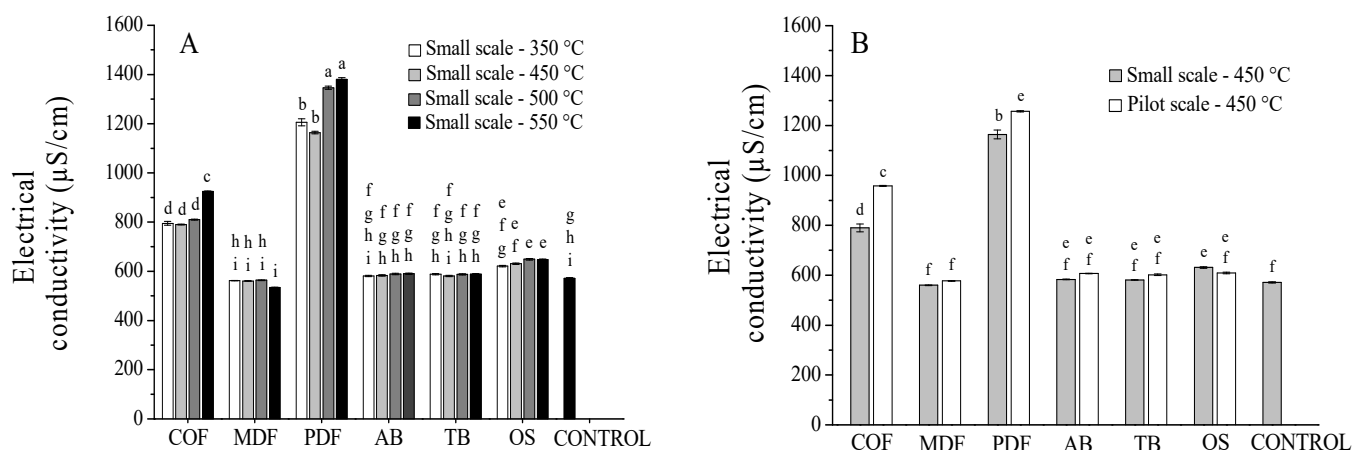 A
Electrical
conductivity (µS/cm)
1600
1400
1200
1000
800
600
400
200
0
Small scale - 350 °C
Small scale - 450 °C
Small scale - 500 °C
Small scale - 550 °C
d d d c
h h h
i i i i
b b a a
f
g f f f
h g g g
i h h h
f
f g f f
g h g g
h i h h
e
f e
g f e e
g
h
i
COF MDF PDF AB TB OS CONTROL
B
Electrical
conductivity (µS/cm)
1600
1400
1200
1000
800
600
400
200
0
Small scale - 450 °C
Pilot scale - 450 °C
d c
f f
b e
e e
f f
e e
f f
e e
f f
f
COF MDF PDF AB TB OS CONTROL